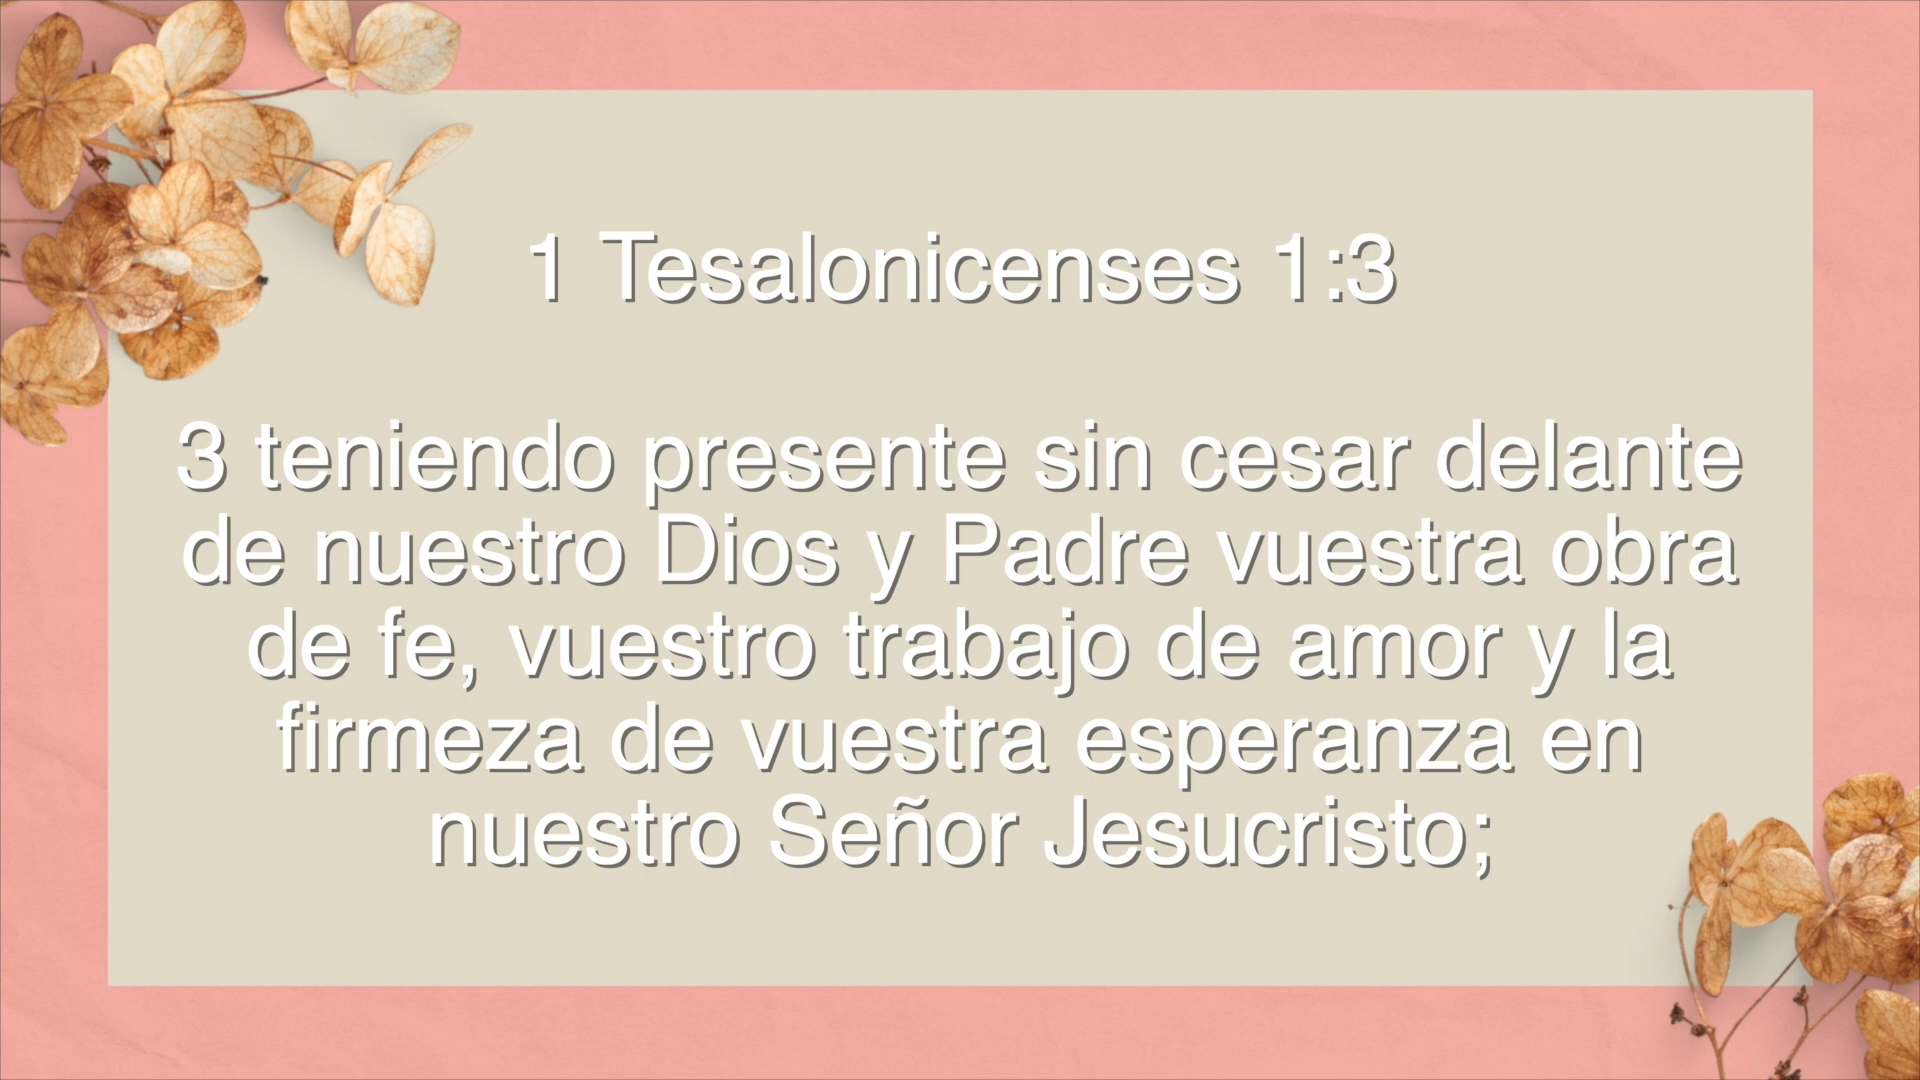 1 Tesalonicenses 1:3
3 teniendo presente sin cesar delante
de nuestro Dios y Padre vuestra obra
de fe, vuestro trabajo de amor y la
firmeza de vuestra esperanza en
nuestro Señor Jesucristo;